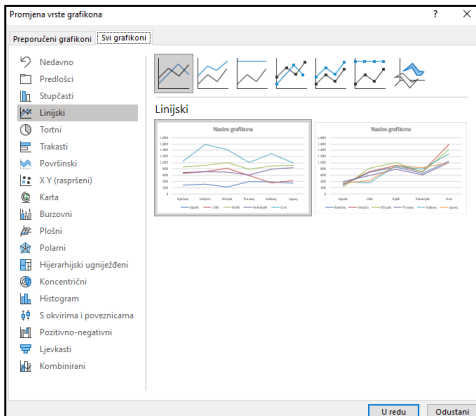 Promjena vrste grafikona ? ×
Preporučeni grafikoni Svi grafikoni
Nedavno
Predlošci
Stupčasti
Linijski
Tortni
Trakasti
Površinski
X Y (raspršeni)
Karta
Burzovni
Plošni
Polarni
Hijerarhijski ugniježđeni
Koncentrični
Histogram
S okvirima i poveznicama
Pozitivno-negativni
Ljevkasti
Kombinirani
Linijski
Naslov grafikona
Naslov grafikona
U redu Odustani